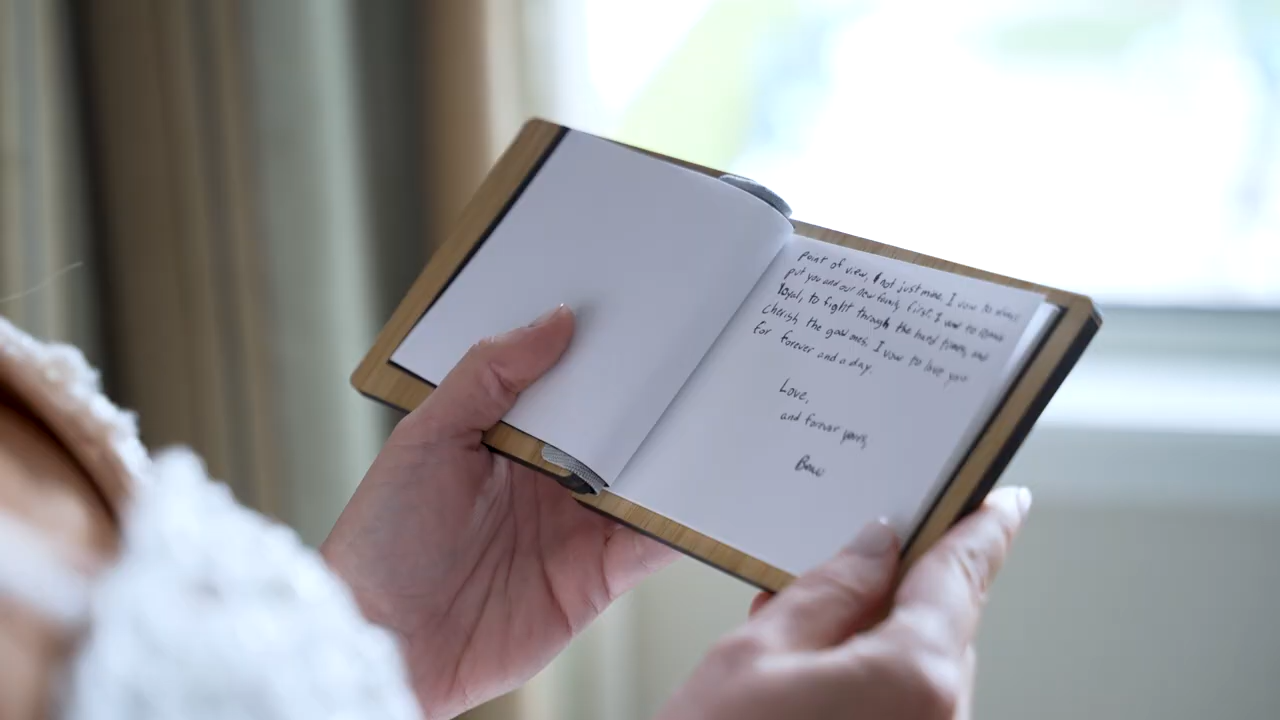 point of view, not just mine. I vow to always
put you and our new family first. I vow to remain
loyal, to fight through the hard times, and
cherish the good ones. I vow to love you
for forever and a day.
Love,
and forever yours,
Beau